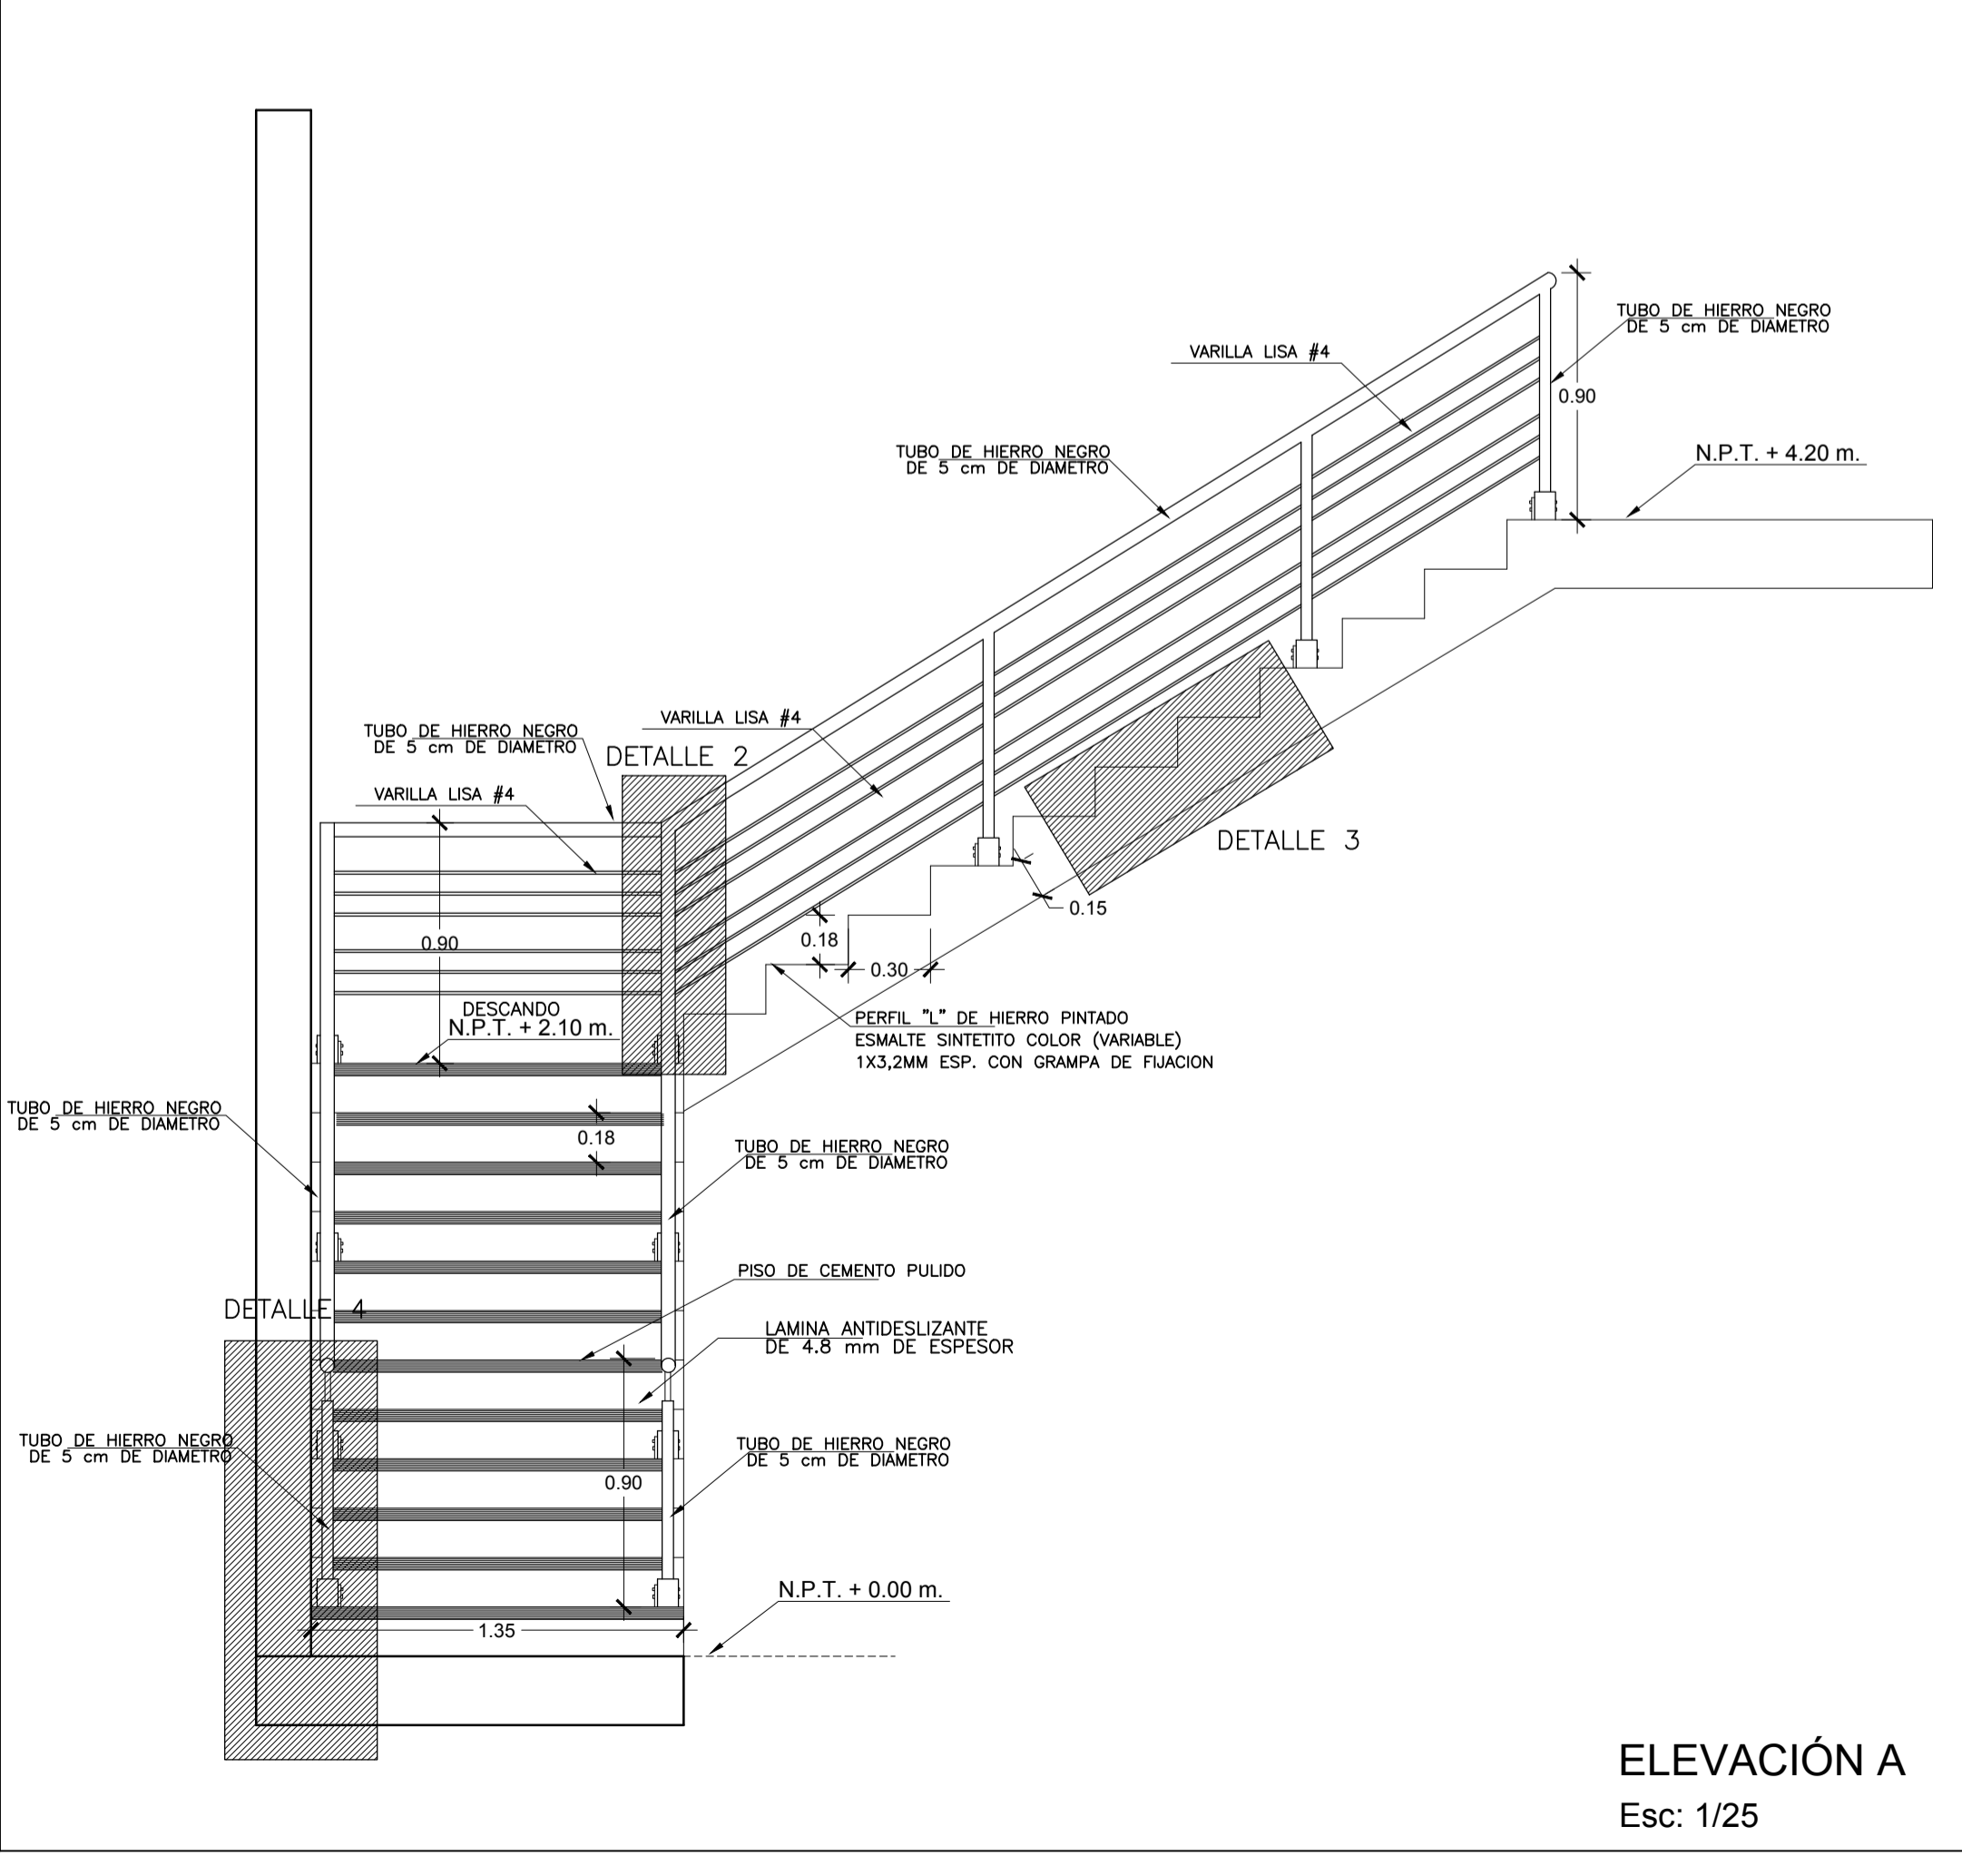 TUBO DE HIERRO NEGRO
DE 5 cm DE DIAMETRO
VARILLA LISA #4
0.90
TUBO DE HIERRO NEGRO
DE 5 cm DE DIAMETRO
N.P.T. + 4.20 m.
VARILLA LISA #4
TUBO DE HIERRO NEGRO
DE 5 cm DE DIAMETRO
DETALLE 2
VARILLA LISA #4
DETALLE 3
0.15
0.90
0.18
0.30
DESCANDO
N.P.T. + 2.10 m.
PERFIL "L" DE HIERRO PINTADO
ESMALTE SINTETITO COLOR (VARIABLE)
1X3,2MM ESP. CON GRAMPA DE FIJACION
TUBO DE HIERRO NEGRO
DE 5 cm DE DIAMETRO
0.18
TUBO DE HIERRO NEGRO
DE 5 cm DE DIAMETRO
PISO DE CEMENTO PULIDO
DETALLE 4
LAMINA ANTIDESLIZANTE
DE 4.8 mm DE ESPESOR
TUBO DE HIERRO NEGRO
DE 5 cm DE DIAMETRO
TUBO DE HIERRO NEGRO
DE 5 cm DE DIAMETRO
0.90
N.P.T. + 0.00 m.
1.35
ELEVACIÓN A
Esc: 1/25